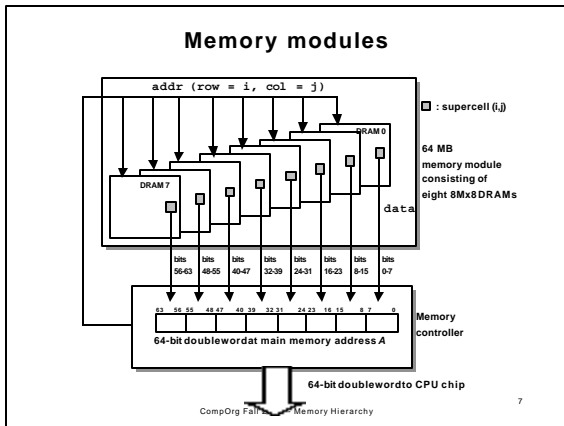 Memory modules
addr (row = i, col = j)
: supercell (i,j)
DRAM 0
64 MB
memory module
consisting of
eight 8Mx8 DRAMs
DRAM 7
data
bits
56-63
bits
48-55
bits
40-47
bits
32-39
bits
24-31
bits
16-23
bits
8-15
bits
0-7
63 56 55 48 47 40 39 32 31 24 23 16 15 8 7 0
Memory
controller
64-bit doublewordat main memory address A
64-bit doublewordto CPU chip
CompOrg Fall Memory Hierarchy
7